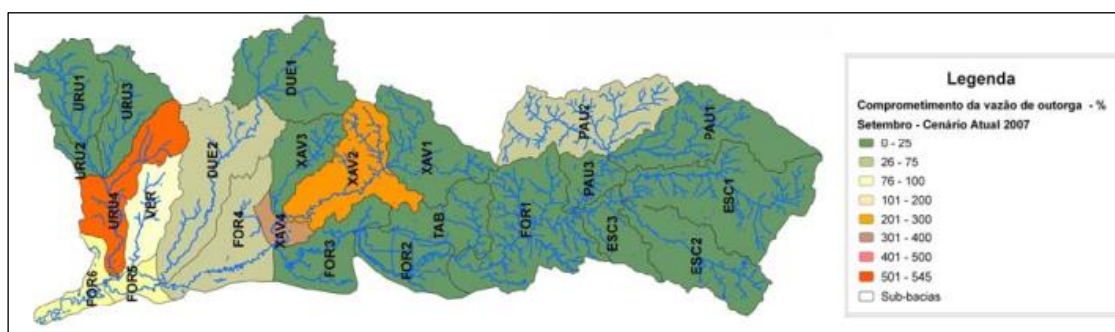 URU1
URU3
URU2
URU4
VER
FOR6
FOR5
DUE2
DUE1
FOR4
XAV3
XAV4
XAV2
FOR3
XAV1
FOR2
TAB
FOR1
PAU2
PAU3
PAU1
ESC3
ESC1
ESC2
Legenda
Comprometimento da vazão de outorga - %
Setembro - Cenário Atual 2007
0 - 25
26 - 75
76 - 100
101 - 200
201 - 300
301 - 400
401 - 500
501 - 545
Sub-bacias